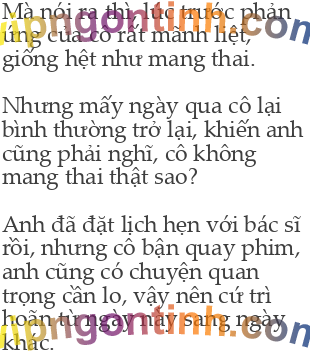 Mà nói ra thì, lúc trước phản
ứng của cô rất mãnh liệt,
giống hệt như mang thai.
Nhưng mấy ngày qua cô lại
bình thường trở lại, khiến anh
cũng phải nghĩ, cô không
mang thai thật sao?
Anh đã đặt lịch hẹn với bác sĩ
rồi, nhưng cô bận quay phim,
anh cũng có chuyện quan
trọng cần lo, vậy nên cứ trì
hoãn từ ngày này sang ngày
khác.